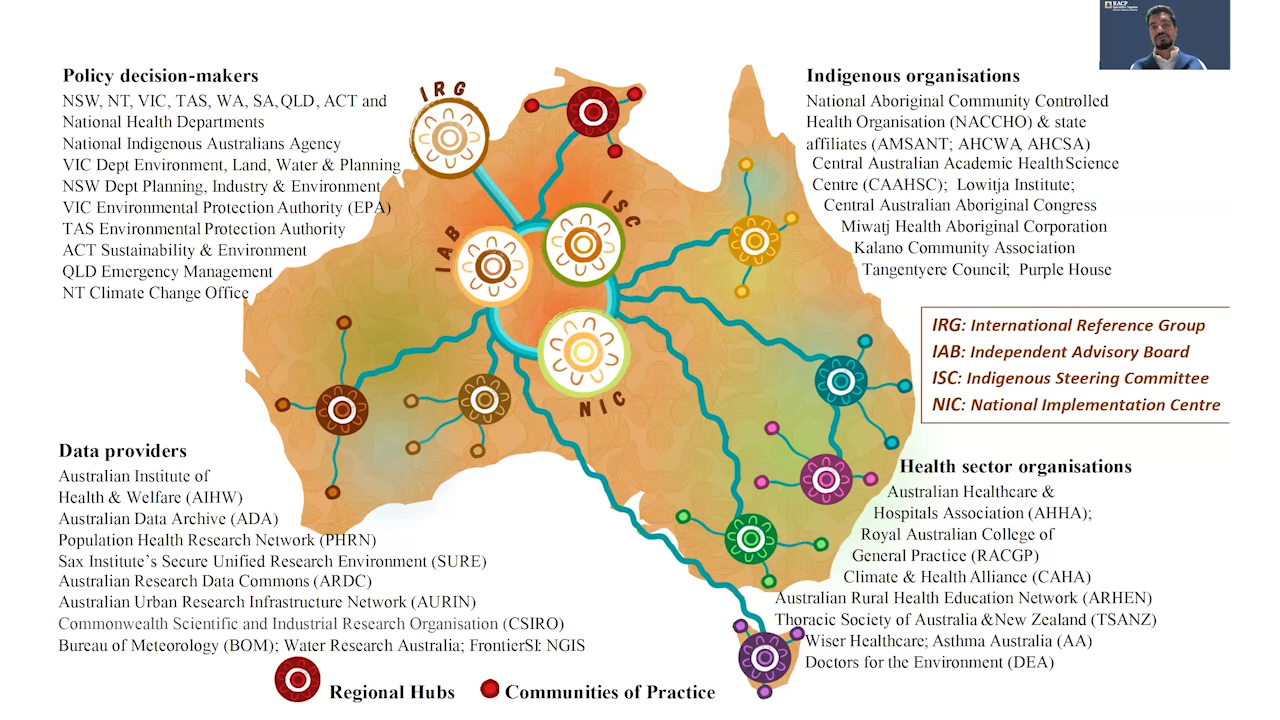 RACP
IRG
ISC
IAB
NIC
Policy decision-makers
NSW, NT, VIC, TAS, WA, SA, QLD, ACT and
National Health Departments
National Indigenous Australians Agency
VIC Dept Environment, Land, Water & Planning
NSW Dept Planning, Industry & Environment
VIC Environmental Protection Authority (EPA)
TAS Environmental Protection Authority
ACT Sustainability & Environment
QLD Emergency Management
NT Climate Change Office
Indigenous organisations
National Aboriginal Community Controlled
Health Organisation (NACCHO) & state
affiliates (AMSANT; AHCWA, AHCSA)
Central Australian Academic Health Science
Centre (CAAHSC); Lowitja Institute;
Central Australian Aboriginal Congress
Miwatj Health Aboriginal Corporation
Kalano Community Association
Tangentyere Council; Purple House
IRG: International Reference Group
IAB: Independent Advisory Board
ISC: Indigenous Steering Committee
NIC: National Implementation Centre
Data providers
Australian Institute of
Health & Welfare (AIHW)
Australian Data Archive (ADA)
Population Health Research Network (PHRN)
Sax Institute's Secure Unified Research Environment (SURE)
Australian Research Data Commons (ARDC)
Australian Urban Research Infrastructure Network (AURIN)
Commonwealth Scientific and Industrial Research Organisation (CSIRO)
Bureau of Meteorology (BOM); Water Research Australia; FrontierSI; NGIS
Health sector organisations
Australian Healthcare &
Hospitals Association (AHHA);
Royal Australian College of
General Practice (RACGP)
Climate & Health Alliance (CAHA)
Australian Rural Health Education Network (ARHEN)
Thoracic Society of Australia &New Zealand (TSANZ)
Wiser Healthcare; Asthma Australia (AA)
Doctors for the Environment (DEA)
Regional Hubs
Communities of Practice